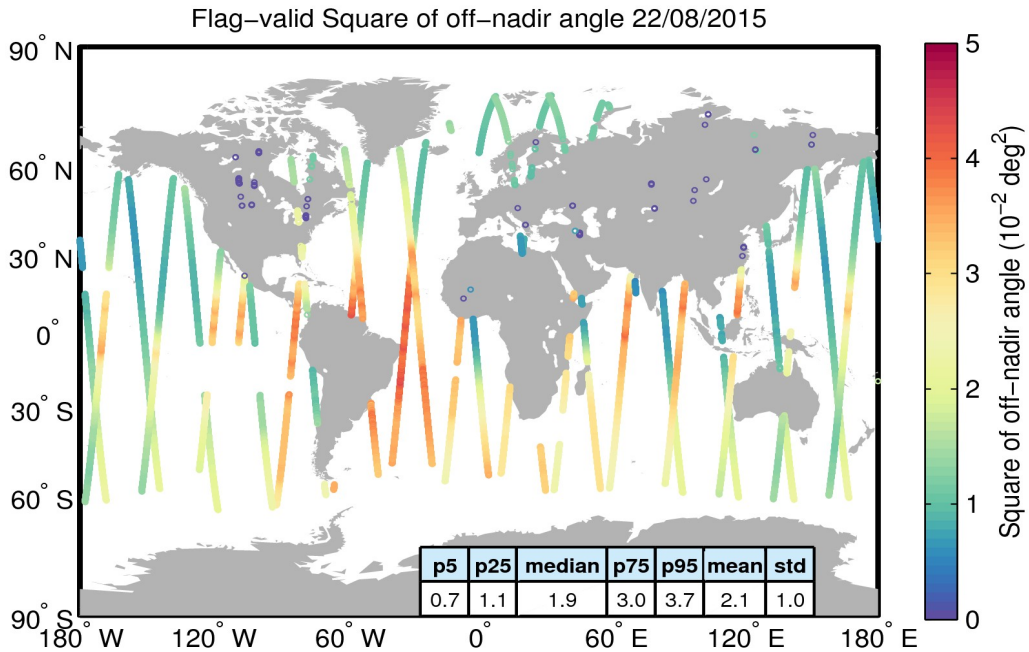 Flag−valid Square of off−nadir angle 22/08/2015
90° N
60° N
30° N
0°
30° S
60° S
90° S
180° W
120° W
60° W
0°
60° E
120° E
180° E
p5 p25 median p75 p95 mean std
0.7 1.1 1.9 3.0 3.7 2.1 1.0
5
4
3
2
1
0
Square of off−nadir angle (10⁻² deg²)